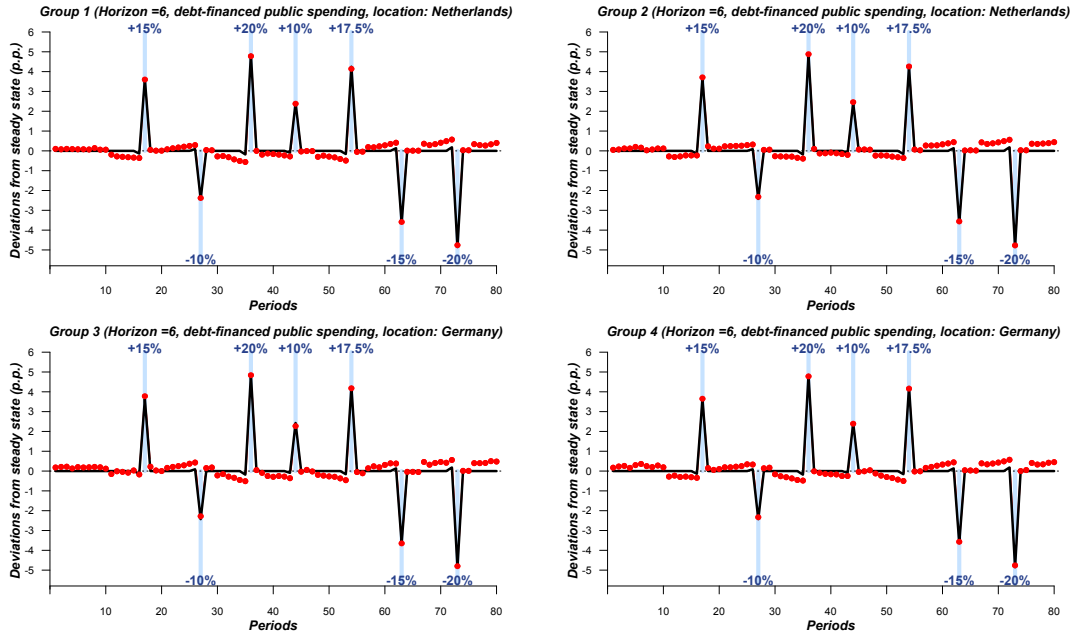 Group 1 (Horizon =6, debt-financed public spending, location: Netherlands)
+15% +20% +10% +17.5%
6
5
4
3
2
1
0
-1
-2
-3
-4
-5
Deviations from steady state (p.p.)
-10% -15% -20%
10 20 30 40 50 60 70 80
Periods
Group 2 (Horizon =6, debt-financed public spending, location: Netherlands)
+15% +20% +10% +17.5%
6
5
4
3
2
1
0
-1
-2
-3
-4
-5
Deviations from steady state (p.p.)
-10% -15% -20%
10 20 30 40 50 60 70 80
Periods
Group 3 (Horizon =6, debt-financed public spending, location: Germany)
+15% +20% +10% +17.5%
6
5
4
3
2
1
0
-1
-2
-3
-4
-5
Deviations from steady state (p.p.)
-10% -15% -20%
10 20 30 40 50 60 70 80
Periods
Group 4 (Horizon =6, debt-financed public spending, location: Germany)
+15% +20% +10% +17.5%
6
5
4
3
2
1
0
-1
-2
-3
-4
-5
Deviations from steady state (p.p.)
-10% -15% -20%
10 20 30 40 50 60 70 80
Periods